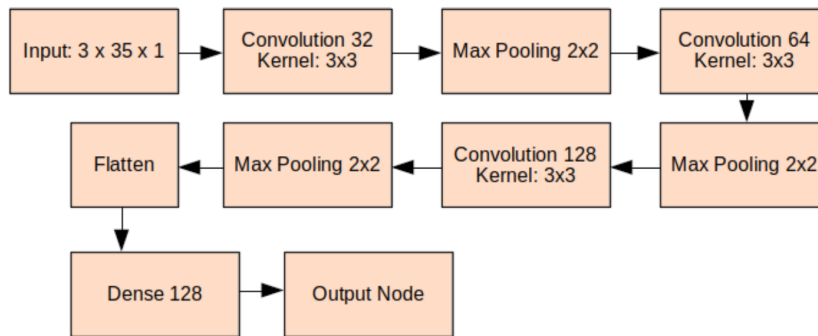 Input: 3 x 35 x 1
Convolution 32
Kernel: 3x3
Max Pooling 2x2
Convolution 64
Kernel: 3x3
Max Pooling 2x2
Convolution 128
Kernel: 3x3
Max Pooling 2x2
Flatten
Dense 128
Output Node